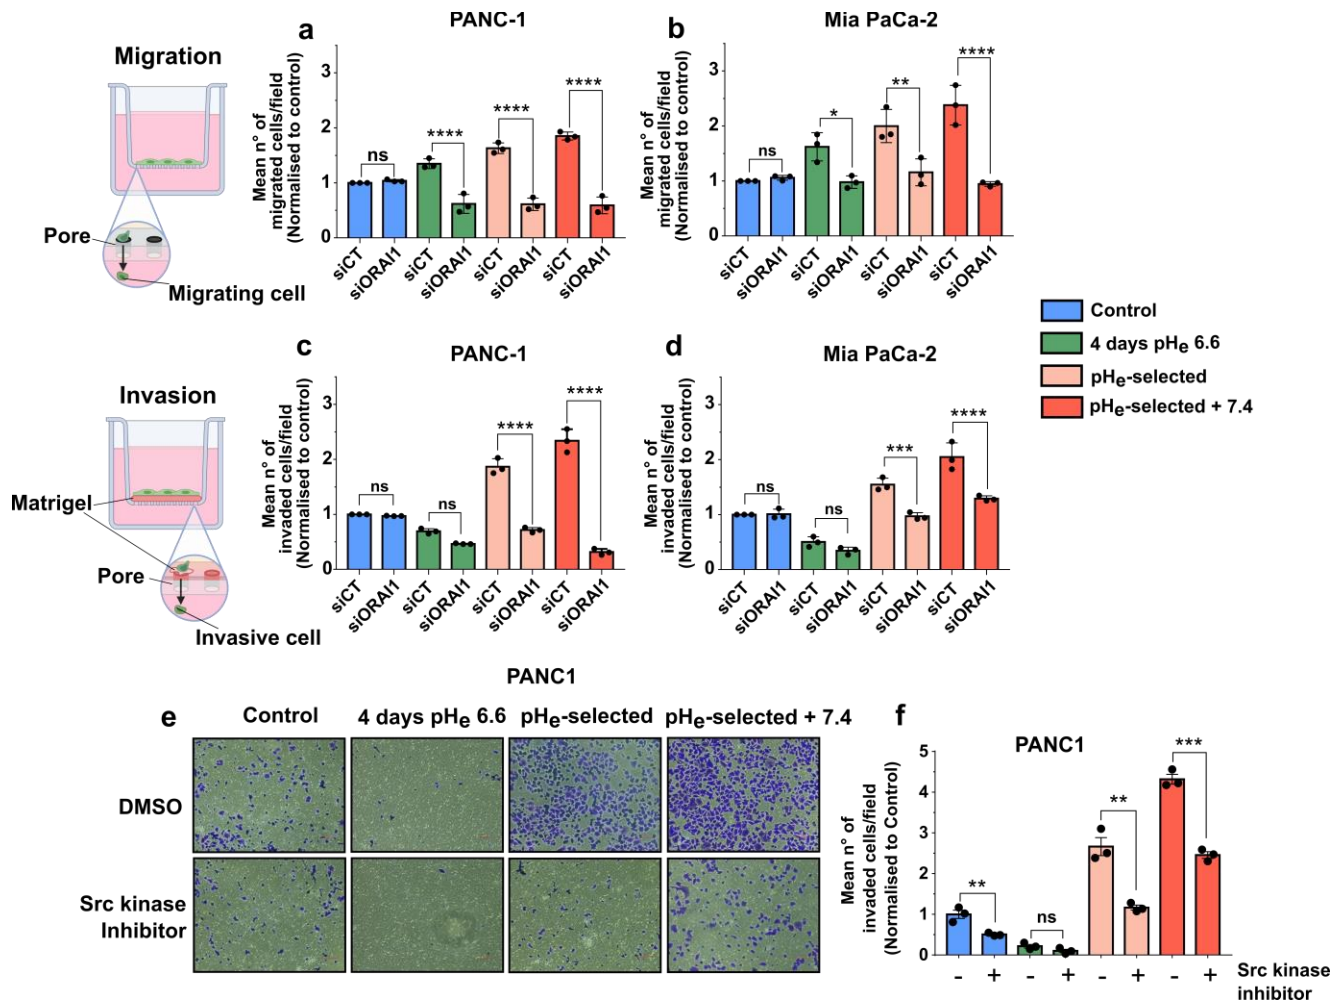 Migration
Pore
Migrating cell
a
PANC-1
Mean n° of
migrated cells/field
(Normalised to control)
3
2
1
0
ns
****
****
****
siCT
siORAI1
siCT
siORAI1
siCT
siORAI1
siCT
siORAI1
b
Mia PaCa-2
Mean n° of
migrated cells/field
(Normalised to control)
3
2
1
0
ns
*
**
****
siCT
siORAI1
siCT
siORAI1
siCT
siORAI1
siCT
siORAI1
Control
4 days pHe 6.6
pHe-selected
pHe-selected + 7.4
Invasion
Matrigel
Pore
Invasive cell
c
PANC-1
Mean n° of
invaded cells/field
(Normalised to control)
3
2
1
0
ns
ns
****
****
siCT
siORAI1
siCT
siORAI1
siCT
siORAI1
siCT
siORAI1
d
Mia PaCa-2
Mean n° of
invaded cells/field
(Normalised to control)
3
2
1
0
ns
ns
***
****
siCT
siORAI1
siCT
siORAI1
siCT
siORAI1
siCT
siORAI1
PANC1
e
Control
4 days pHe 6.6
pHe-selected
pHe-selected + 7.4
DMSO
Src kinase
Inhibitor
f
PANC1
Mean n° of
invaded cells/field
(Normalised to Control)
5
4
3
2
1
0
**
ns
**
***
- + - + - + - +
Src kinase
inhibitor